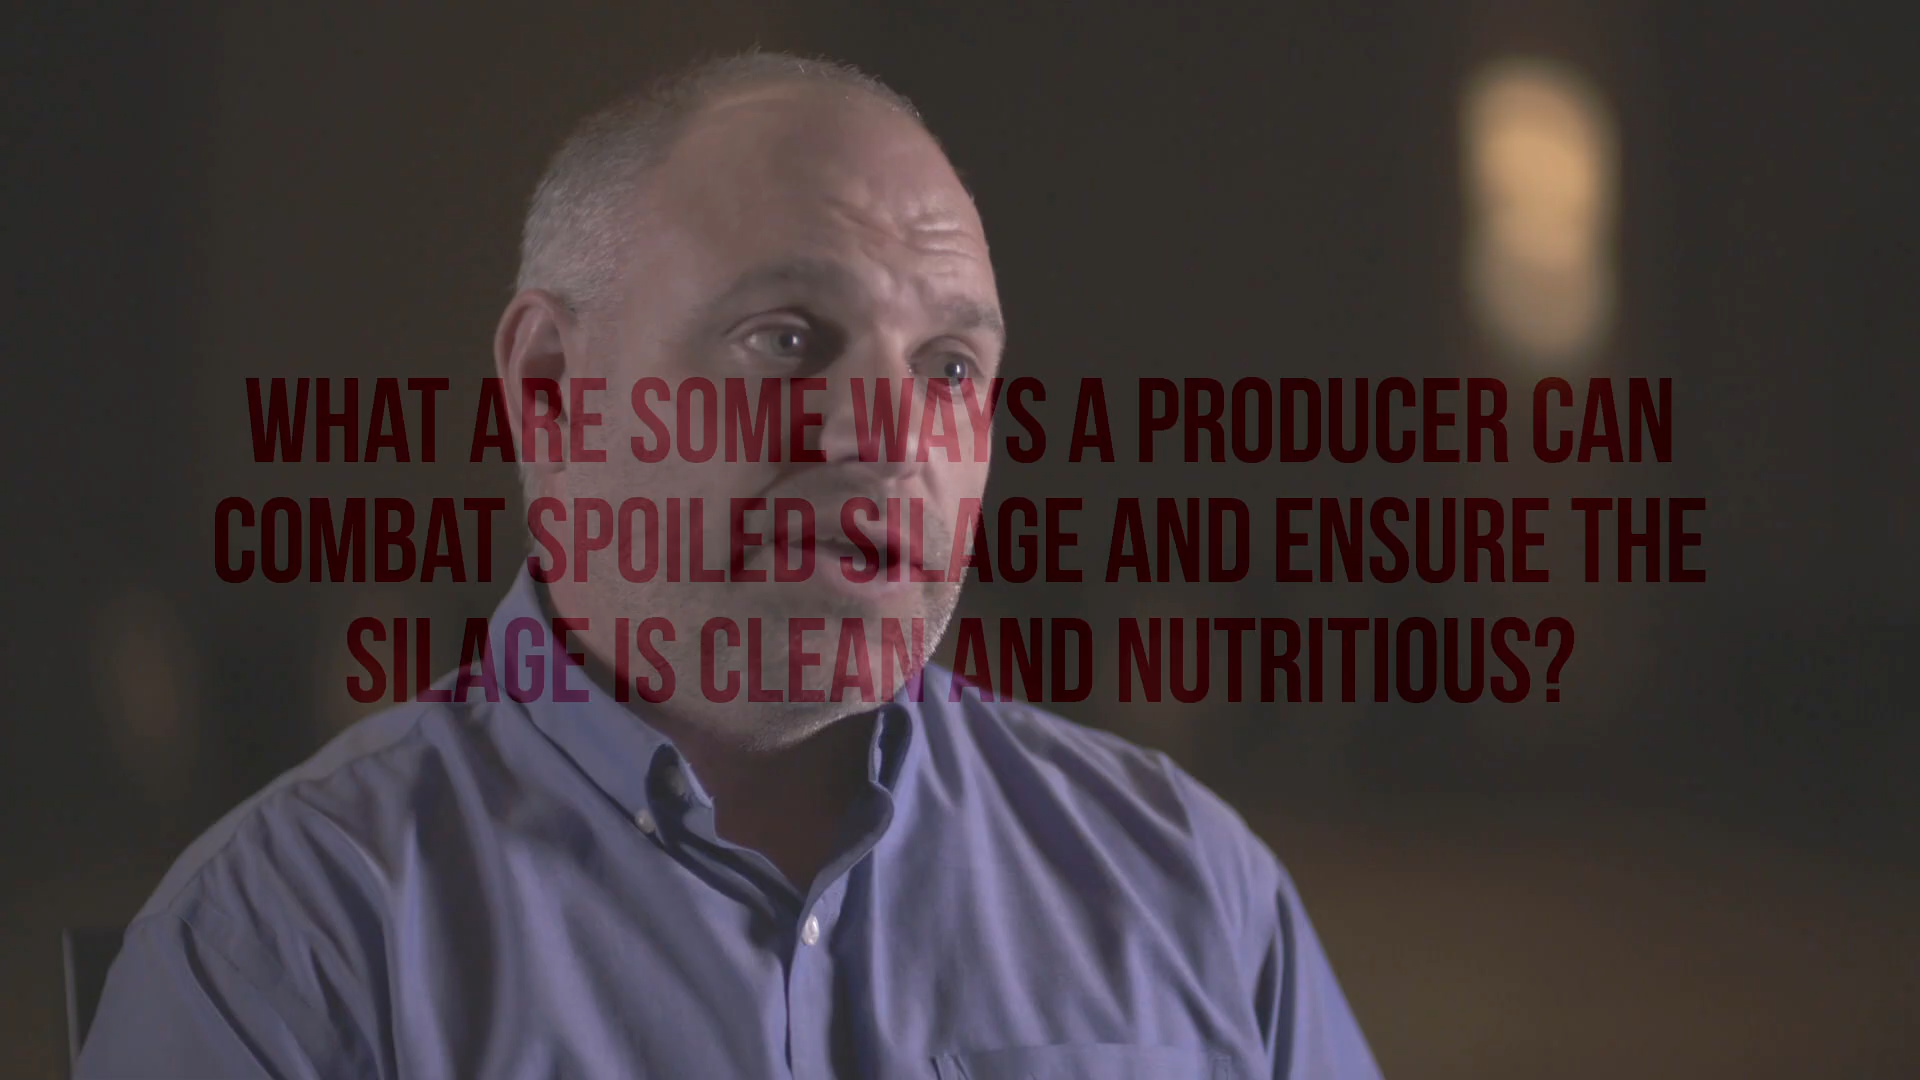 WHAT ARE SOME WAYS A PRODUCER CAN
COMBAT SPOILED SILAGE AND ENSURE THE
SILAGE IS CLEAN AND NUTRITIOUS?